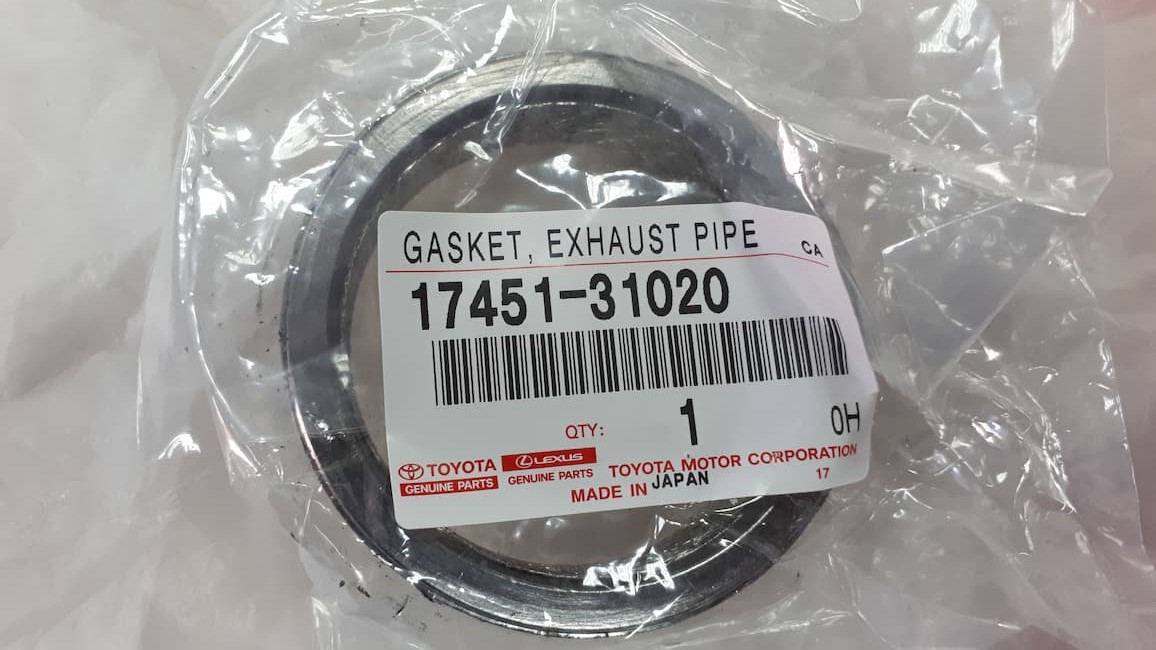 GASKET, EXHAUST PIPE CA
17451-31020
QTY: 1 0H
TOYOTA LEXUS TOYOTA MOTOR CORPORATION
GENUINE PARTS GENUINE PARTS
MADE IN JAPAN 17